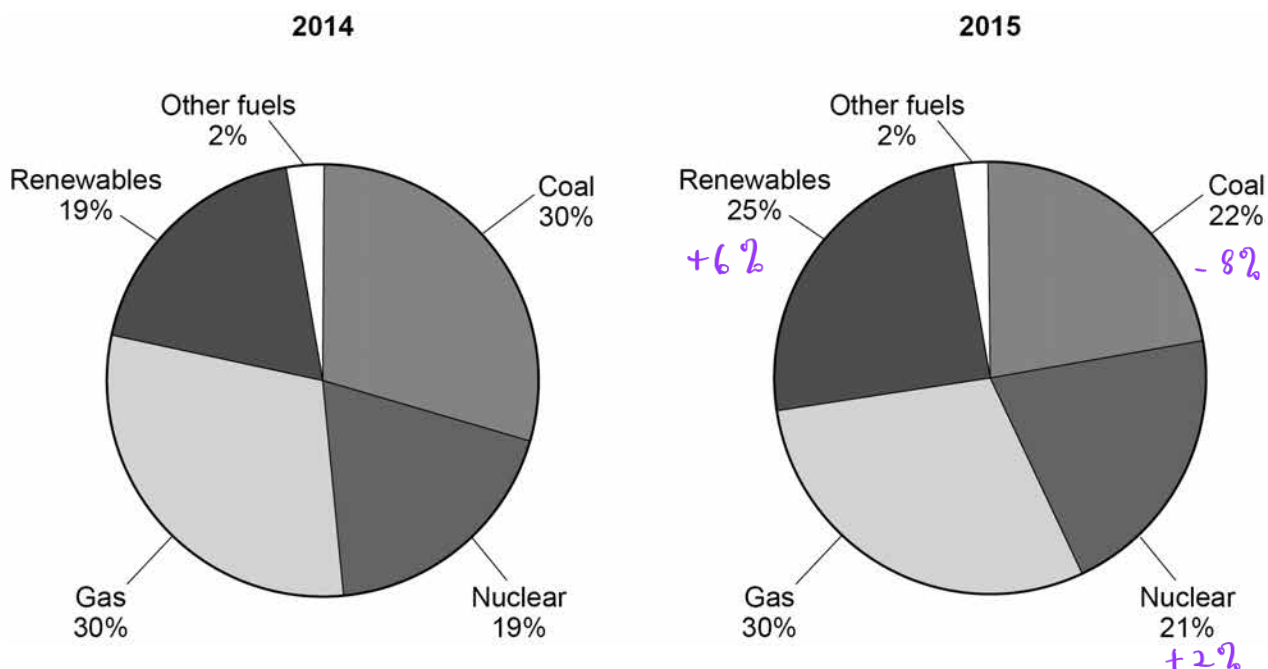 2014
Other fuels
2%
Renewables
19%
Coal
30%
Gas
30%
Nuclear
19%
2015
Other fuels
2%
Renewables
25%
+6%
Coal
22%
- 8%
Gas
30%
Nuclear
21%
+2%